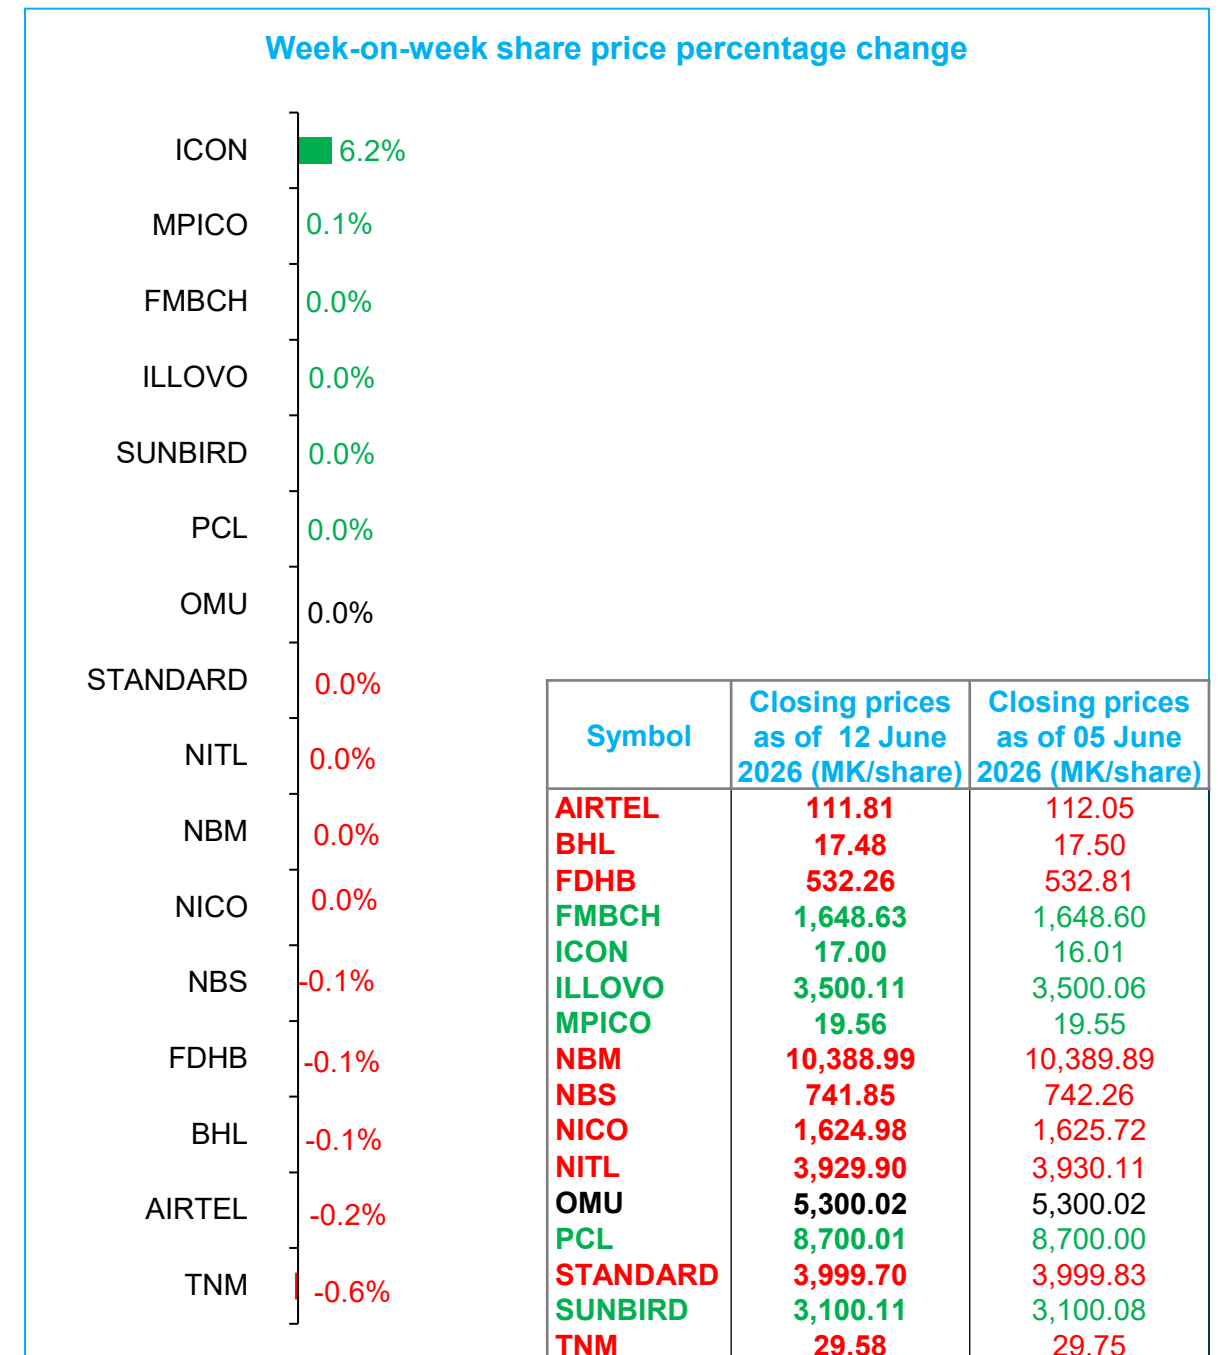 Week-on-week share price percentage change
ICON 6.2%
MPICO 0.1%
FMBCH 0.0%
ILLOVO 0.0%
SUNBIRD 0.0%
PCL 0.0%
OMU 0.0%
STANDARD 0.0%
NITL 0.0%
NBM 0.0%
NICO 0.0%
NBS -0.1%
FDHB -0.1%
BHL -0.1%
AIRTEL -0.2%
TNM -0.6%
Symbol
Closing prices
as of 12 June
2026 (MK/share)
Closing prices
as of 05 June
2026 (MK/share)
AIRTEL 111.81 112.05
BHL 17.48 17.50
FDHB 532.26 532.81
FMBCH 1,648.63 1,648.60
ICON 17.00 16.01
ILLOVO 3,500.11 3,500.06
MPICO 19.56 19.55
NBM 10,388.99 10,389.89
NBS 741.85 742.26
NICO 1,624.98 1,625.72
NITL 3,929.90 3,930.11
OMU 5,300.02 5,300.02
PCL 8,700.01 8,700.00
STANDARD 3,999.70 3,999.83
SUNBIRD 3,100.11 3,100.08
TNM 29.58 29.75